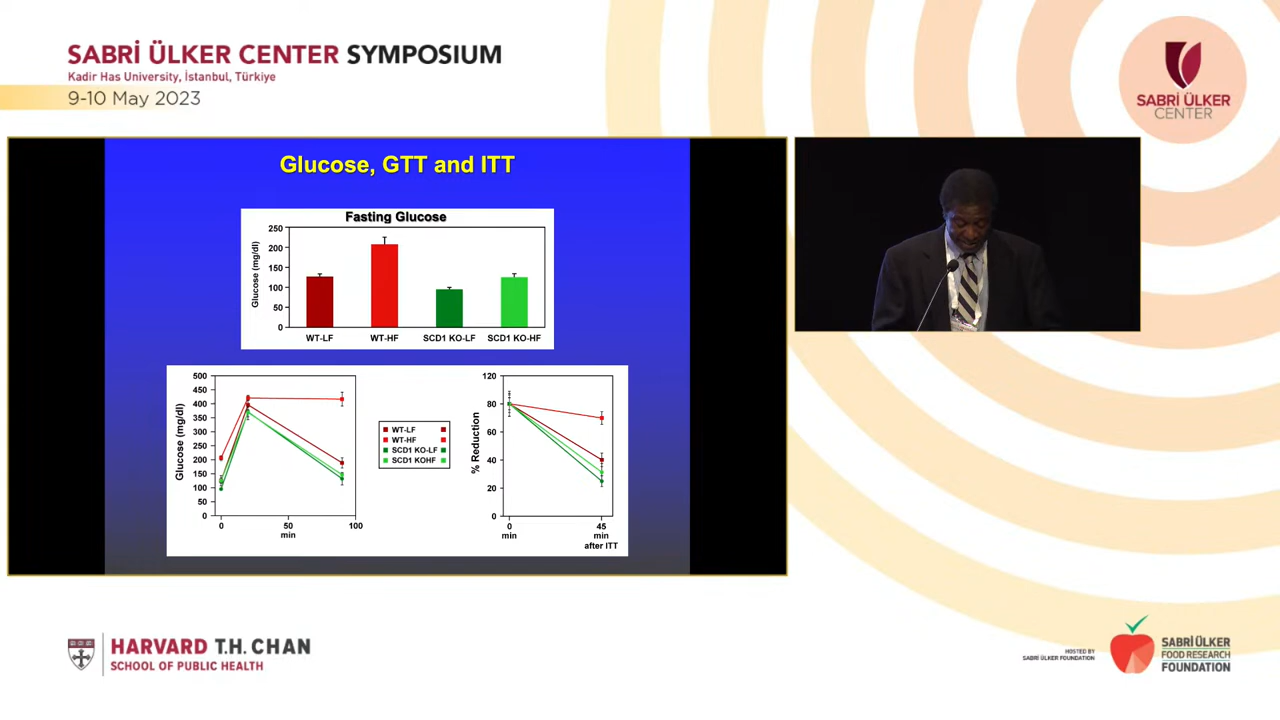 SABRİ ÜLKER CENTER SYMPOSIUM
Kadir Has University, İstanbul, Türkiye
9-10 May 2023
SABRİ ÜLKER
CENTER
Glucose, GTT and ITT
Fasting Glucose
Glucose (mg/dl)
250
200
150
100
50
0
WT-LF
WT-HF
SCD1 KO-LF
SCD1 KO-HF
Glucose (mg/dl)
500
450
400
350
300
250
200
150
100
50
0
0
50
100
min
WT-LF
WT-HF
SCD1 KO-LF
SCD1 KOHF
% Reduction
120
100
80
60
40
20
0
0
min
45
min
after ITT
HARVARD T.H. CHAN
SCHOOL OF PUBLIC HEALTH
HOSTED BY
SABRİ ÜLKER FOUNDATION
SABRİ ÜLKER
FOOD RESEARCH
FOUNDATION